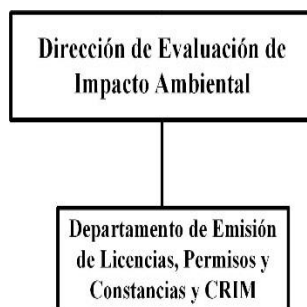 Dirección de Evaluación de
Impacto Ambiental
Departamento de Emisión
de Licencias, Permisos y
Constancias y CRIM